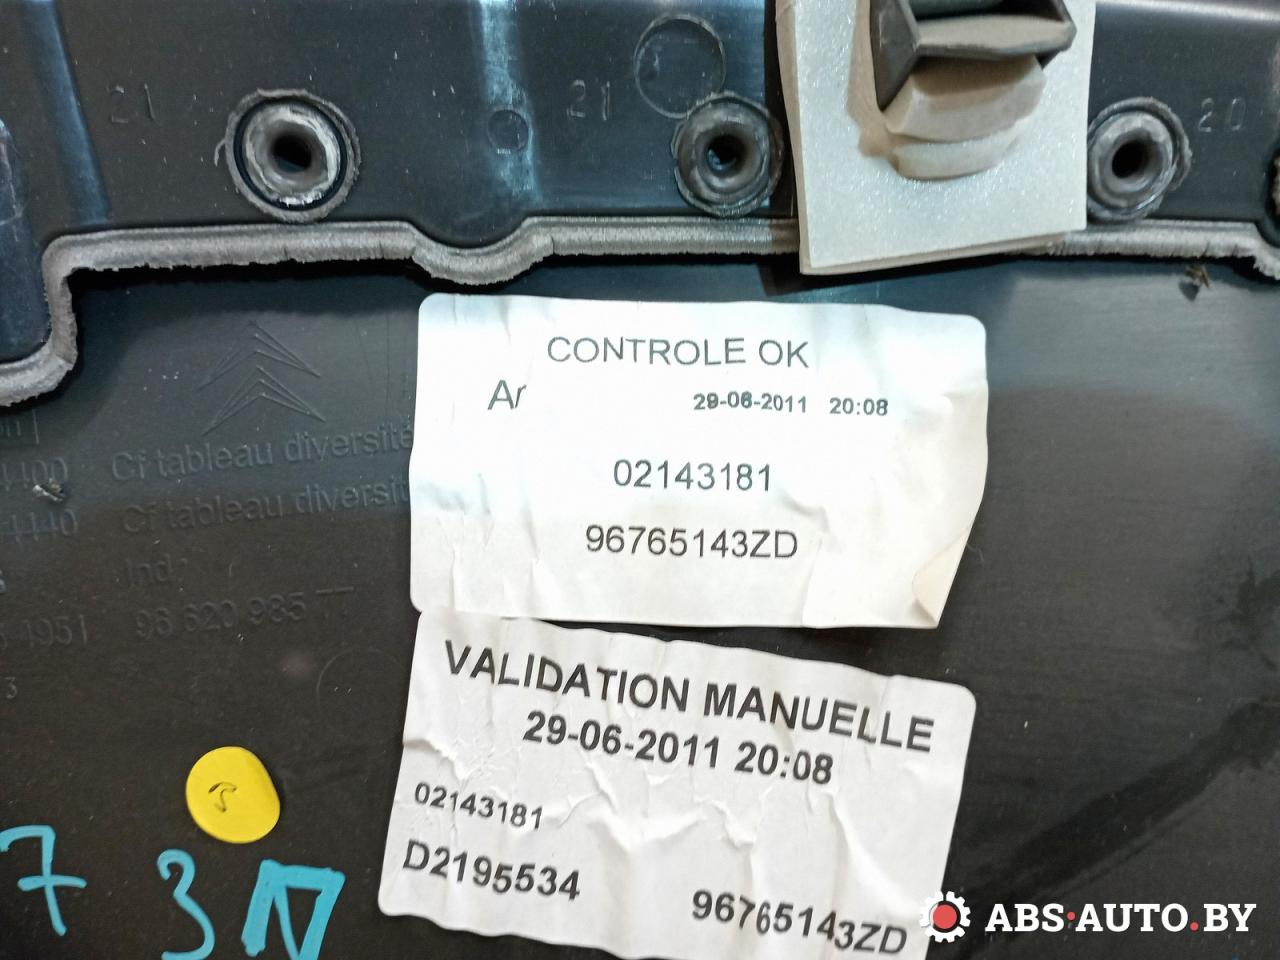 21
21
20
CONTROLE OK
Ar 29-06-2011 20:08
02143181
96765143ZD
Cf tableau diversité
Cf tableau diversité
Ind
96 620 985 77
VALIDATION MANUELLE
29-06-2011 20:08
02143181
D2195534
96765143ZD
7 3
ABS·AUTO.BY